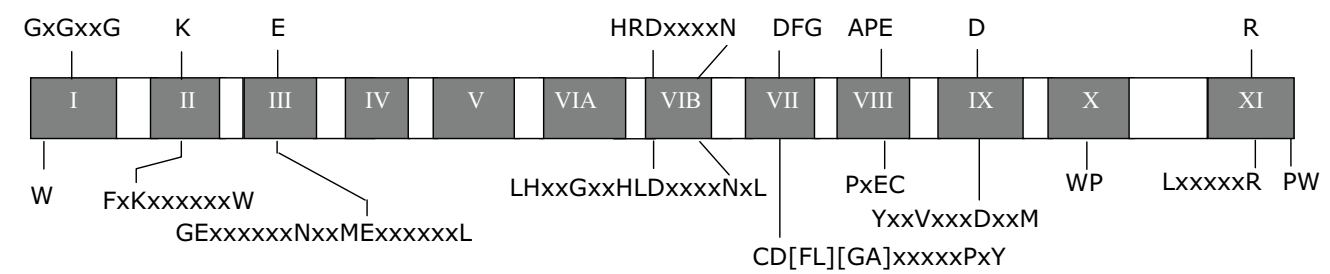 GxGxxG K E HRDxxxxN DFG APE D R
I II III IV V VIA VIB VII VIII IX X XI
W FxKxxxxxxW LHxxGxxHLDxxxxNxL PxEC WP LxxxxxR PW
GExxxxxxNxxMExxxxxxL YxxVxxxDxxM
CD[FL][GA]xxxxxPxY